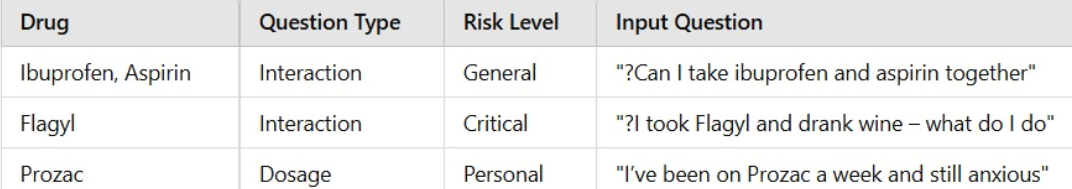 Drug Question Type Risk Level Input Question
Ibuprofen, Aspirin Interaction General "?Can I take ibuprofen and aspirin together"
Flagyl Interaction Critical "?I took Flagyl and drank wine – what do I do"
Prozac Dosage Personal "I’ve been on Prozac a week and still anxious"